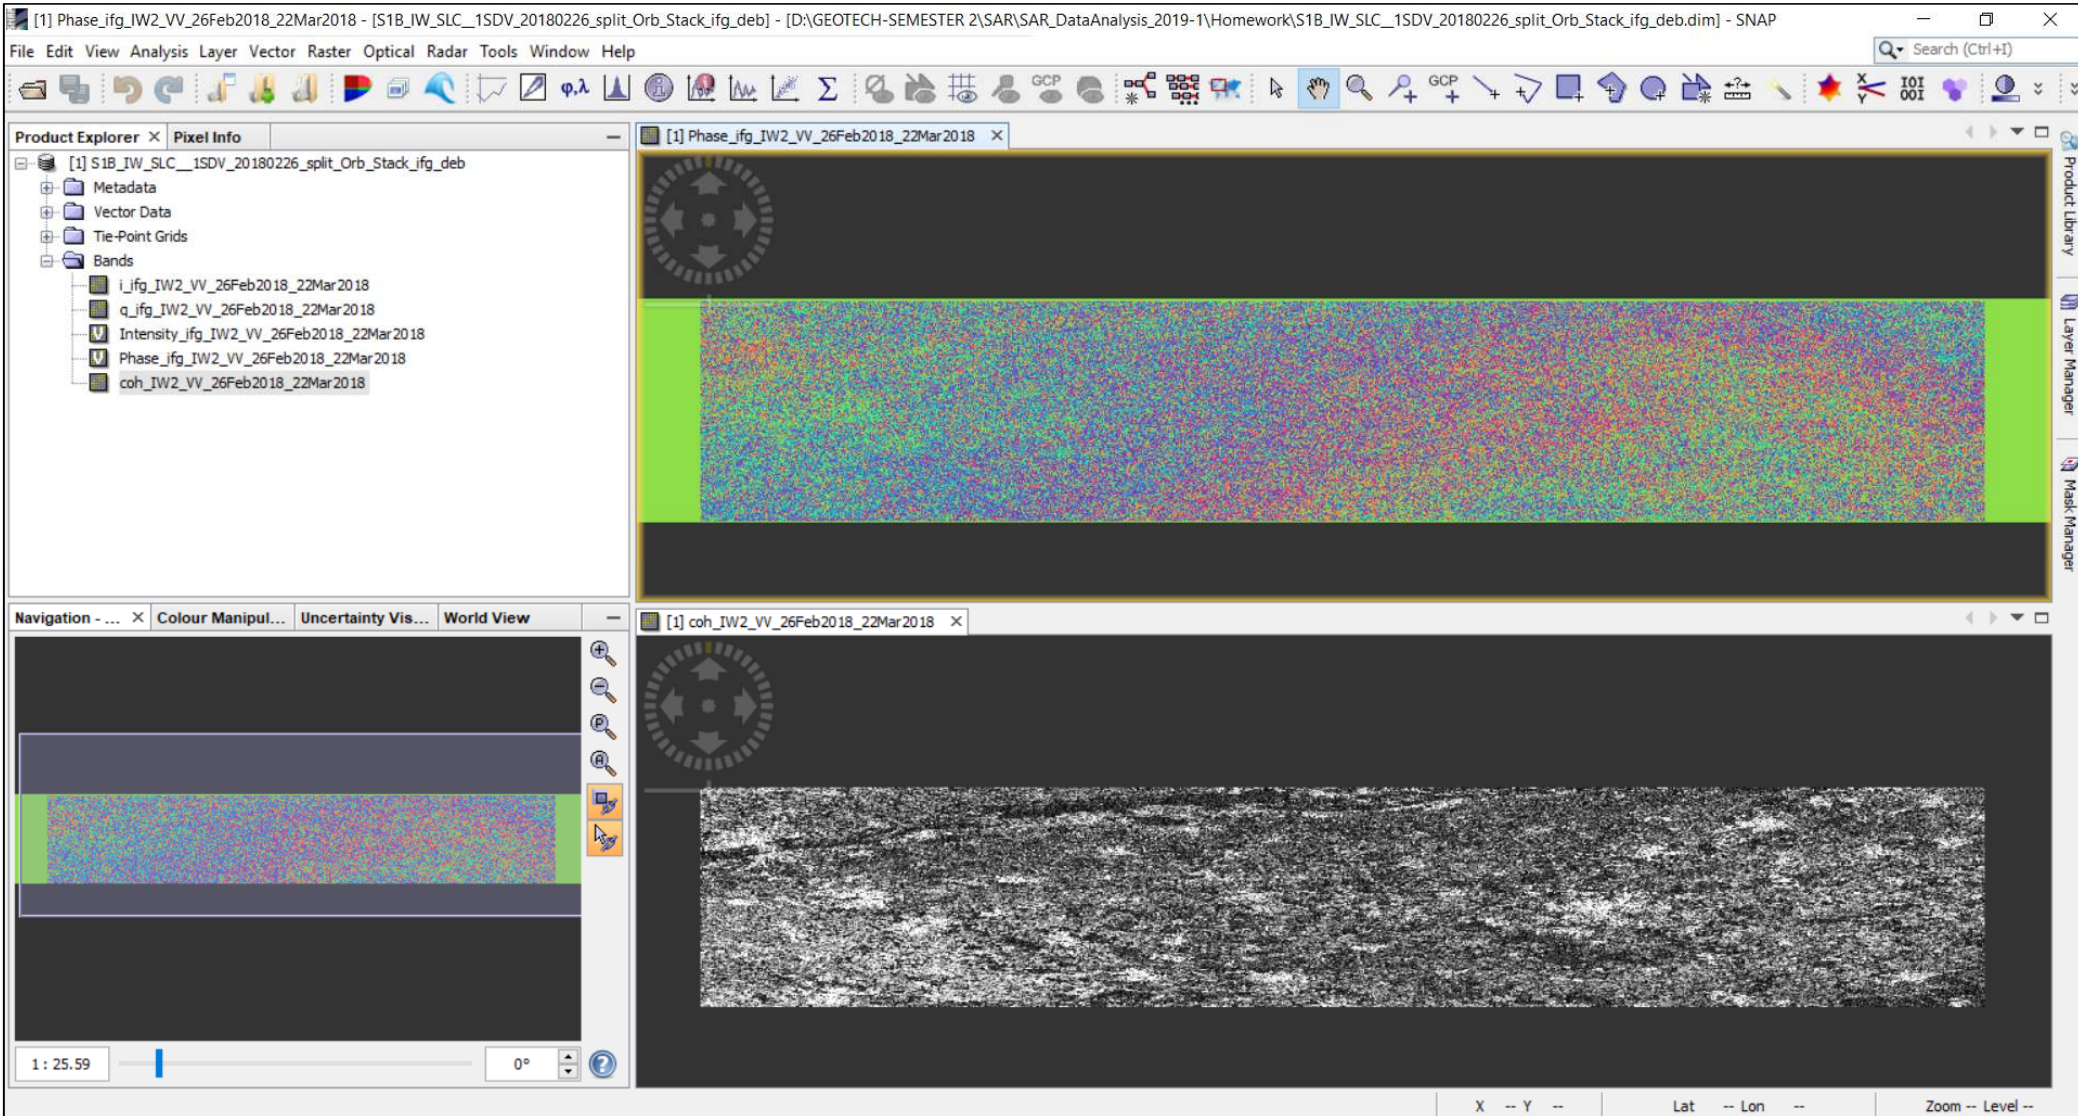 [1] Phase_ifg_IW2_VV_26Feb2018_22Mar2018 - [S1B_IW_SLC__1SDV_20180226_split_Orb_Stack_ifg_deb] - [D:\GEOTECH-SEMESTER 2\SAR\SAR_DataAnalysis_2019-1\Homework\S1B_IW_SLC__1SDV_20180226_split_Orb_Stack_ifg_deb.dim] - SNAP
File Edit View Analysis Layer Vector Raster Optical Radar Tools Window Help
Search (Ctrl+I)
φ,λ Σ GCP GCP
Product Explorer Pixel Info
[1] S1B_IW_SLC__1SDV_20180226_split_Orb_Stack_ifg_deb
Metadata
Vector Data
Tie-Point Grids
Bands
i_ifg_IW2_VV_26Feb2018_22Mar2018
q_ifg_IW2_VV_26Feb2018_22Mar2018
Intensity_ifg_IW2_VV_26Feb2018_22Mar2018
Phase_ifg_IW2_VV_26Feb2018_22Mar2018
coh_IW2_VV_26Feb2018_22Mar2018
[1] Phase_ifg_IW2_VV_26Feb2018_22Mar2018
Product Library
Layer Manager
Mask Manager
Navigation - ... Colour Manipul... Uncertainty Vis... World View
1 : 25.59
0°
[1] coh_IW2_VV_26Feb2018_22Mar2018
X -- Y -- Lat -- Lon -- Zoom -- Level --